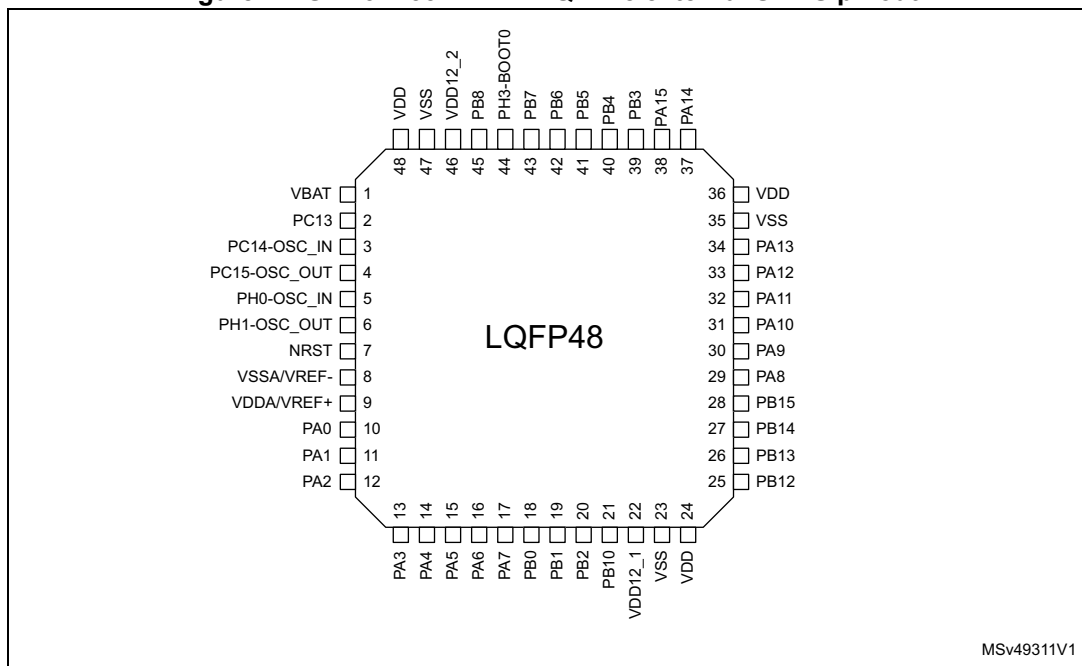 VDD
VSS
VDD12_2
PB8
PH3-BOOT0
PB7
PB6
PB5
PB4
PB3
PA15
PA14
48
47
46
45
44
43
42
41
40
39
38
37
VBAT 1
PC13 2
PC14-OSC_IN 3
PC15-OSC_OUT 4
PH0-OSC_IN 5
PH1-OSC_OUT 6
NRST 7
VSSA/VREF- 8
VDDA/VREF+ 9
PA0 10
PA1 11
PA2 12
LQFP48
36 VDD
35 VSS
34 PA13
33 PA12
32 PA11
31 PA10
30 PA9
29 PA8
28 PB15
27 PB14
26 PB13
25 PB12
13
14
15
16
17
18
19
20
21
22
23
24
PA3
PA4
PA5
PA6
PA7
PB0
PB1
PB2
PB10
VDD12_1
VSS
VDD
MSv49311V1